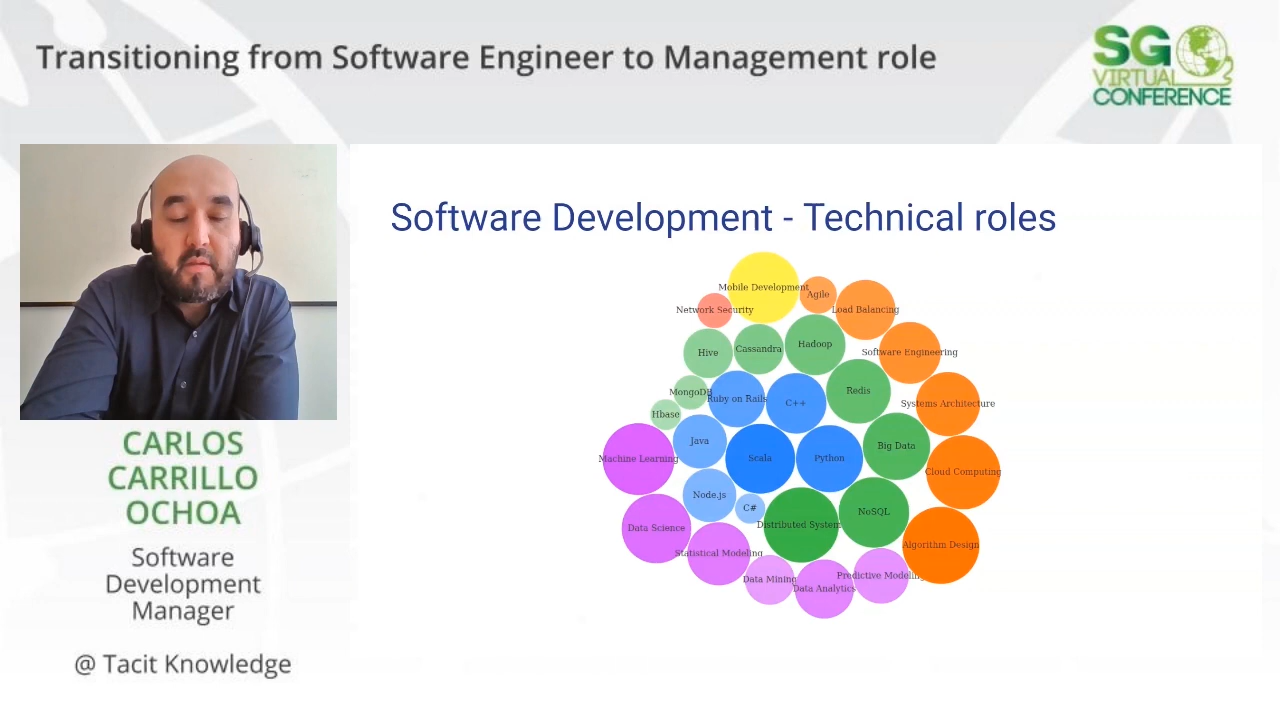 Transitioning from Software Engineer to Management role
SG
VIRTUAL
CONFERENCE
CARLOS
CARRILLO
OCHOA
Software
Development
Manager
@ Tacit Knowledge
Software Development - Technical roles
Mobile Development
Agile
Network Security
Load Balancing
Hive
Cassandra
Hadoop
Software Engineering
MongoDB
Ruby on Rails
C++
Redis
Systems Architecture
Hbase
Java
Scala
Python
Big Data
Machine Learning
Cloud Computing
Node.js
C#
Distributed System
NoSQL
Data Science
Statistical Modeling
Algorithm Design
Data Mining
Data Analytics
Predictive Modeling